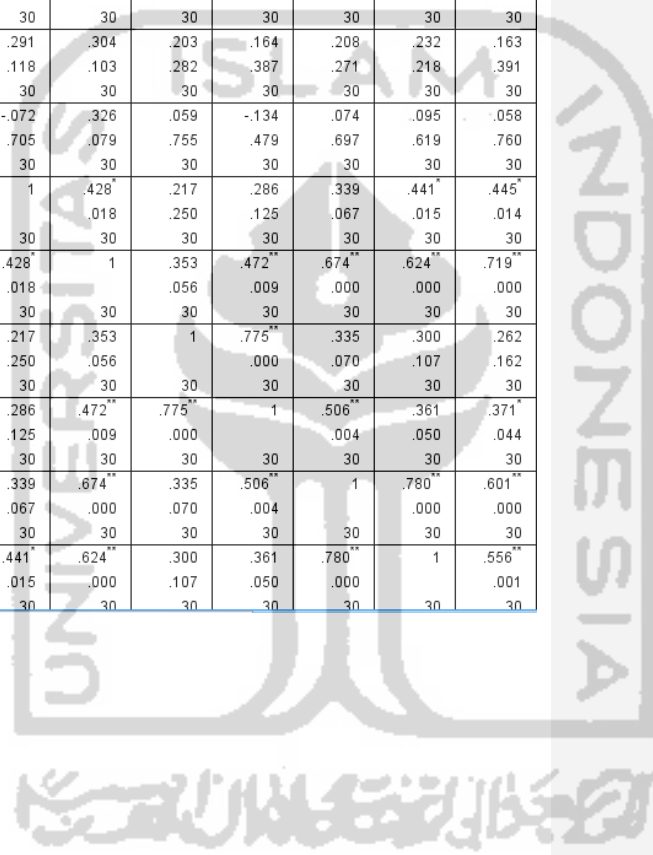 30 30 30 30 30 30 30
.291 .304 .203 .164 .208 .232 .163
.118 .103 .282 .387 .271 .218 .391
30 30 30 30 30 30 30
-.072 .326 .059 -.134 .074 .095 .058
.705 .079 .755 .479 .697 .619 .760
30 30 30 30 30 30 30
1 .428* .217 .286 .339 .441* .445*
.018 .250 .125 .067 .015 .014
30 30 30 30 30 30 30
.428* 1 .353 .472** .674** .624** .719**
.018 .056 .009 .000 .000 .000
30 30 30 30 30 30 30
.217 .353 1 .775** .335 .300 .262
.250 .056 .000 .070 .107 .162
30 30 30 30 30 30 30
.286 .472** .775** 1 .506** .361 .371*
.125 .009 .000 .004 .050 .044
30 30 30 30 30 30 30
.339 .674** .335 .506** 1 .780** .601**
.067 .000 .070 .004 .000 .000
30 30 30 30 30 30 30
.441* .624** .300 .361 .780** 1 .556**
.015 .000 .107 .050 .000 .001
30 30 30 30 30 30 30
ISLAM
UNIVERSITAS
INDONESIA